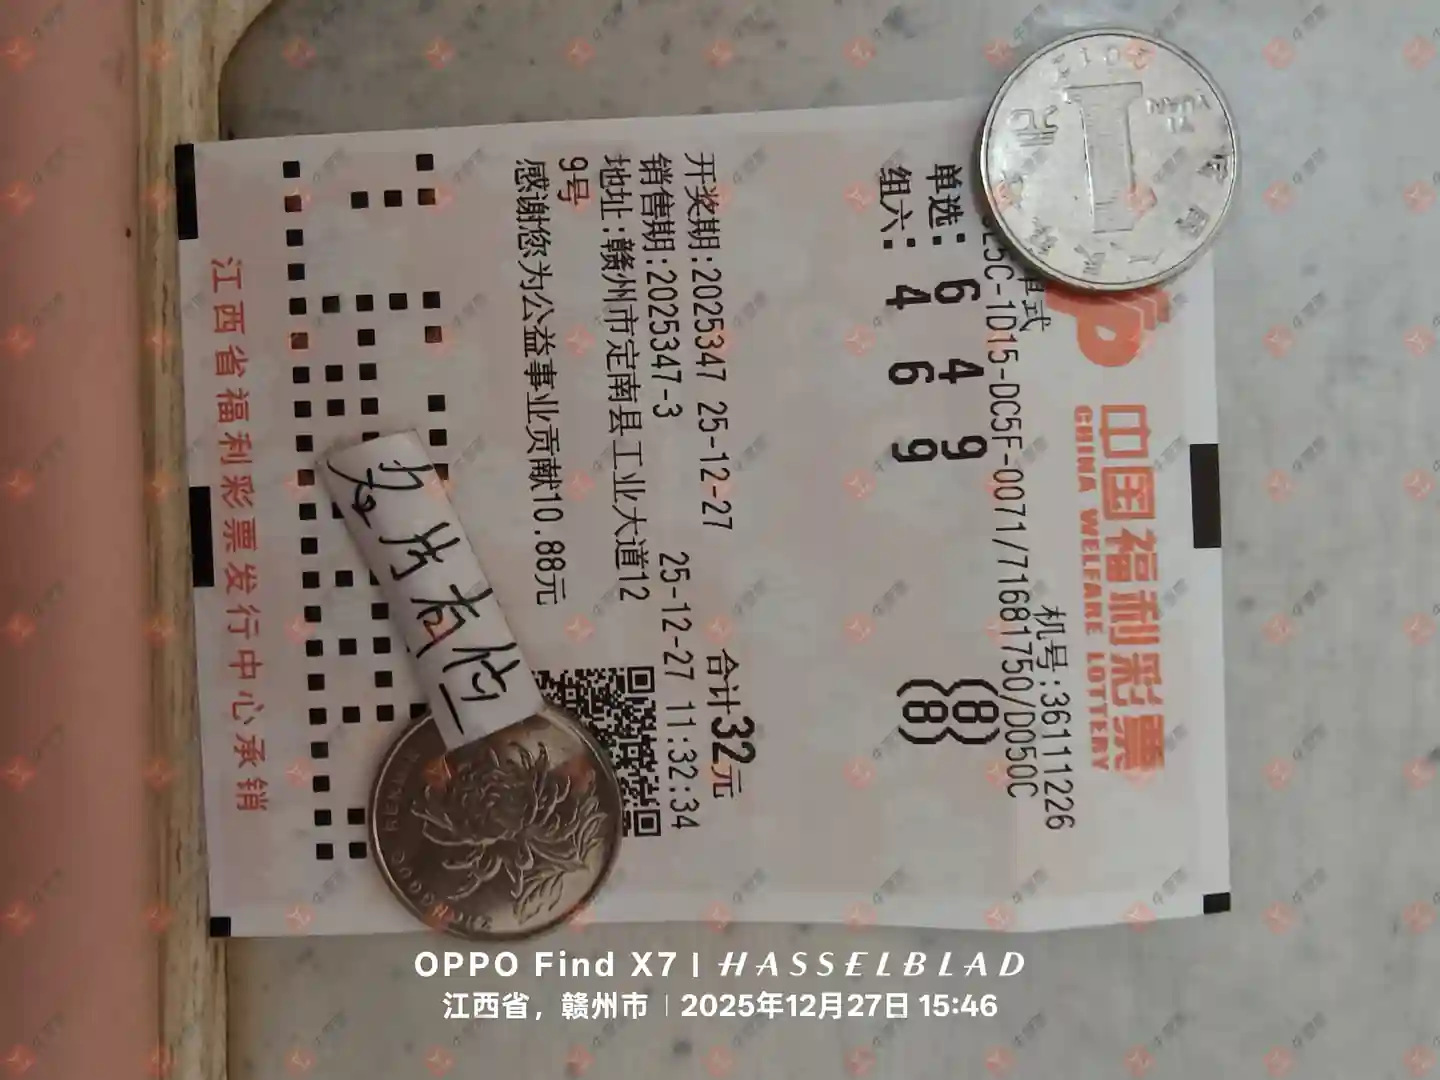 中国福利彩票
CHINA WELFARE LOTTERY
机号:36111226
单式
5C-1D15-DC5F-0071/71681750/DD50C
单选: 6 4 9 (8)
组六: 4 6 9 (8)
合计32元
开奖期:2025347 25-12-27
销售期:2025347-3 25-12-27 11:32:34
地址:赣州市定南县工业大道12
9号
感谢您为公益事业贡献10.88元
江西省福利彩票发行中心承销
YI YUAN
OPPO Find X7 | HASSELBLAD
江西省，赣州市 | 2025年12月27日 15:46